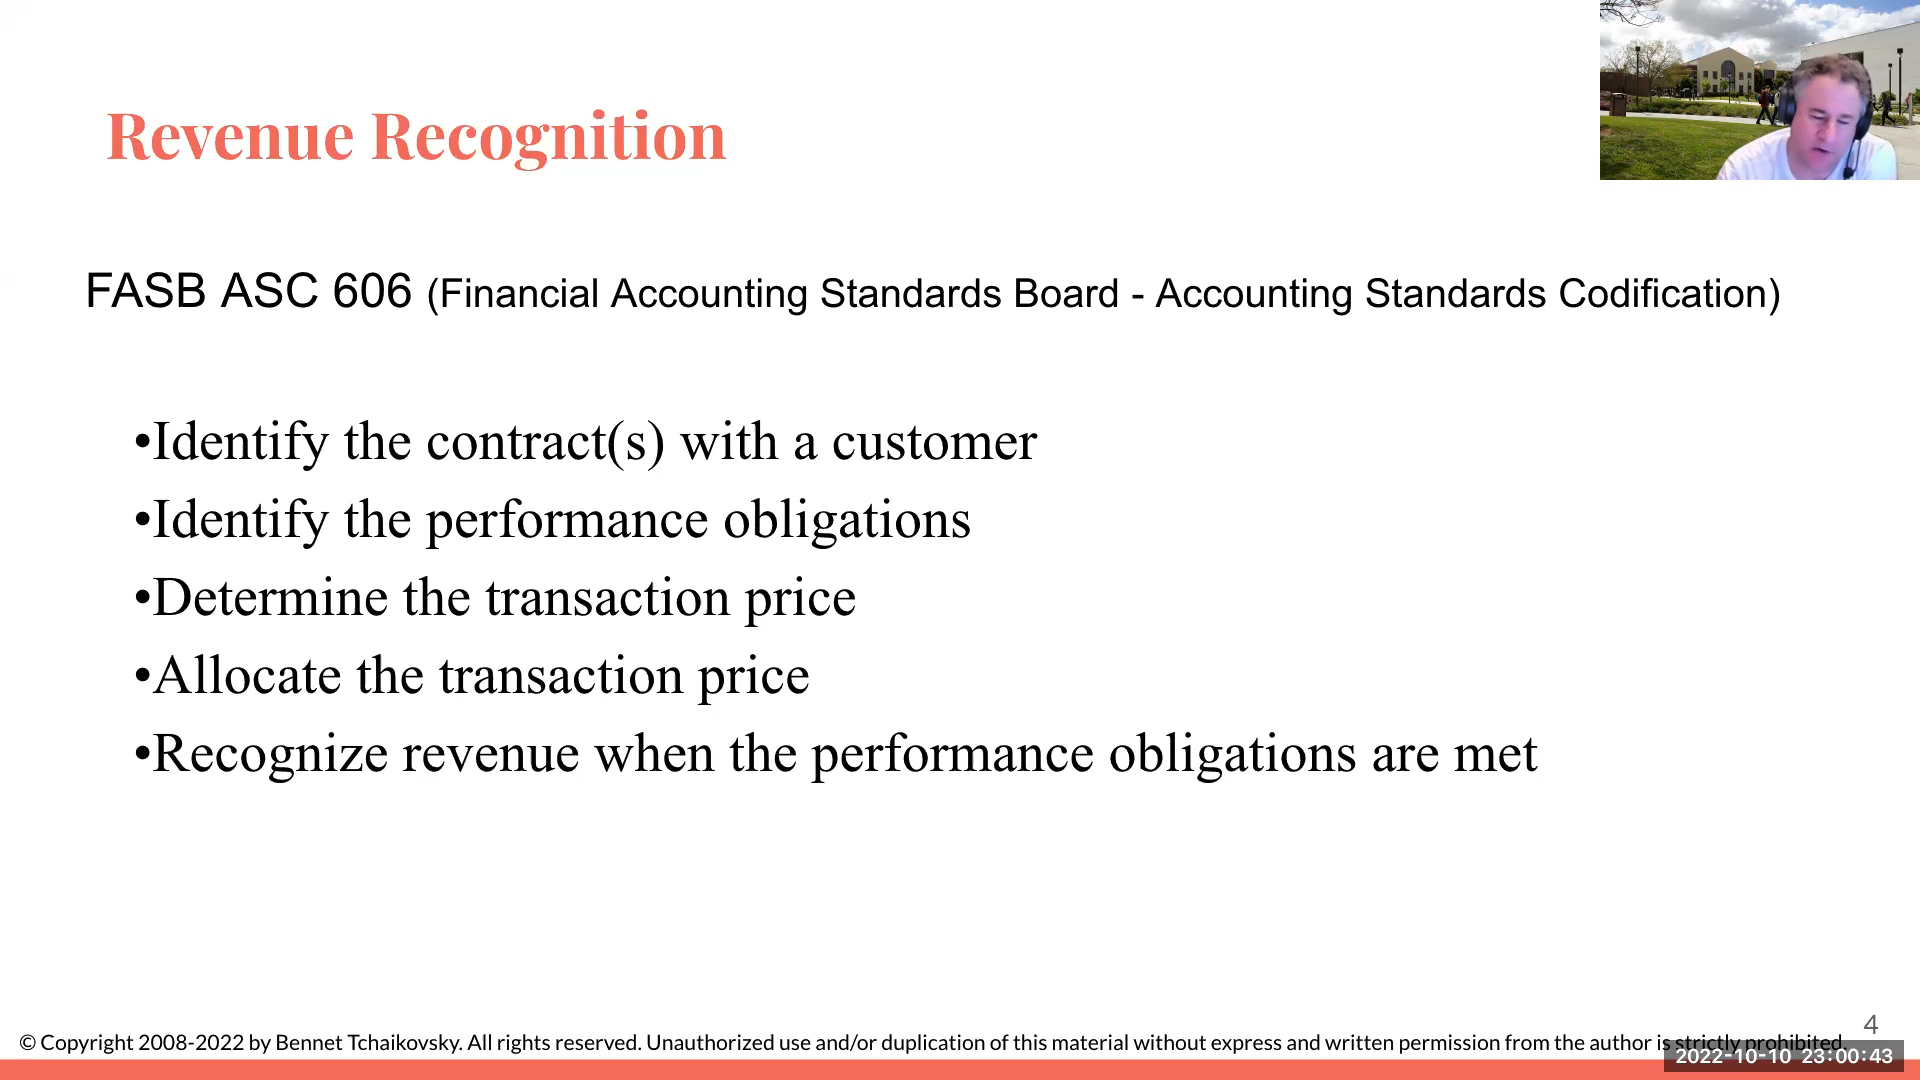 Revenue Recognition
FASB ASC 606 (Financial Accounting Standards Board - Accounting Standards Codification)
•Identify the contract(s) with a customer
•Identify the performance obligations
•Determine the transaction price
•Allocate the transaction price
•Recognize revenue when the performance obligations are met
4
© Copyright 2008-2022 by Bennet Tchaikovsky. All rights reserved. Unauthorized use and/or duplication of this material without express and written permission from the author is strictly prohibited.
2022-10-10 23:00:43